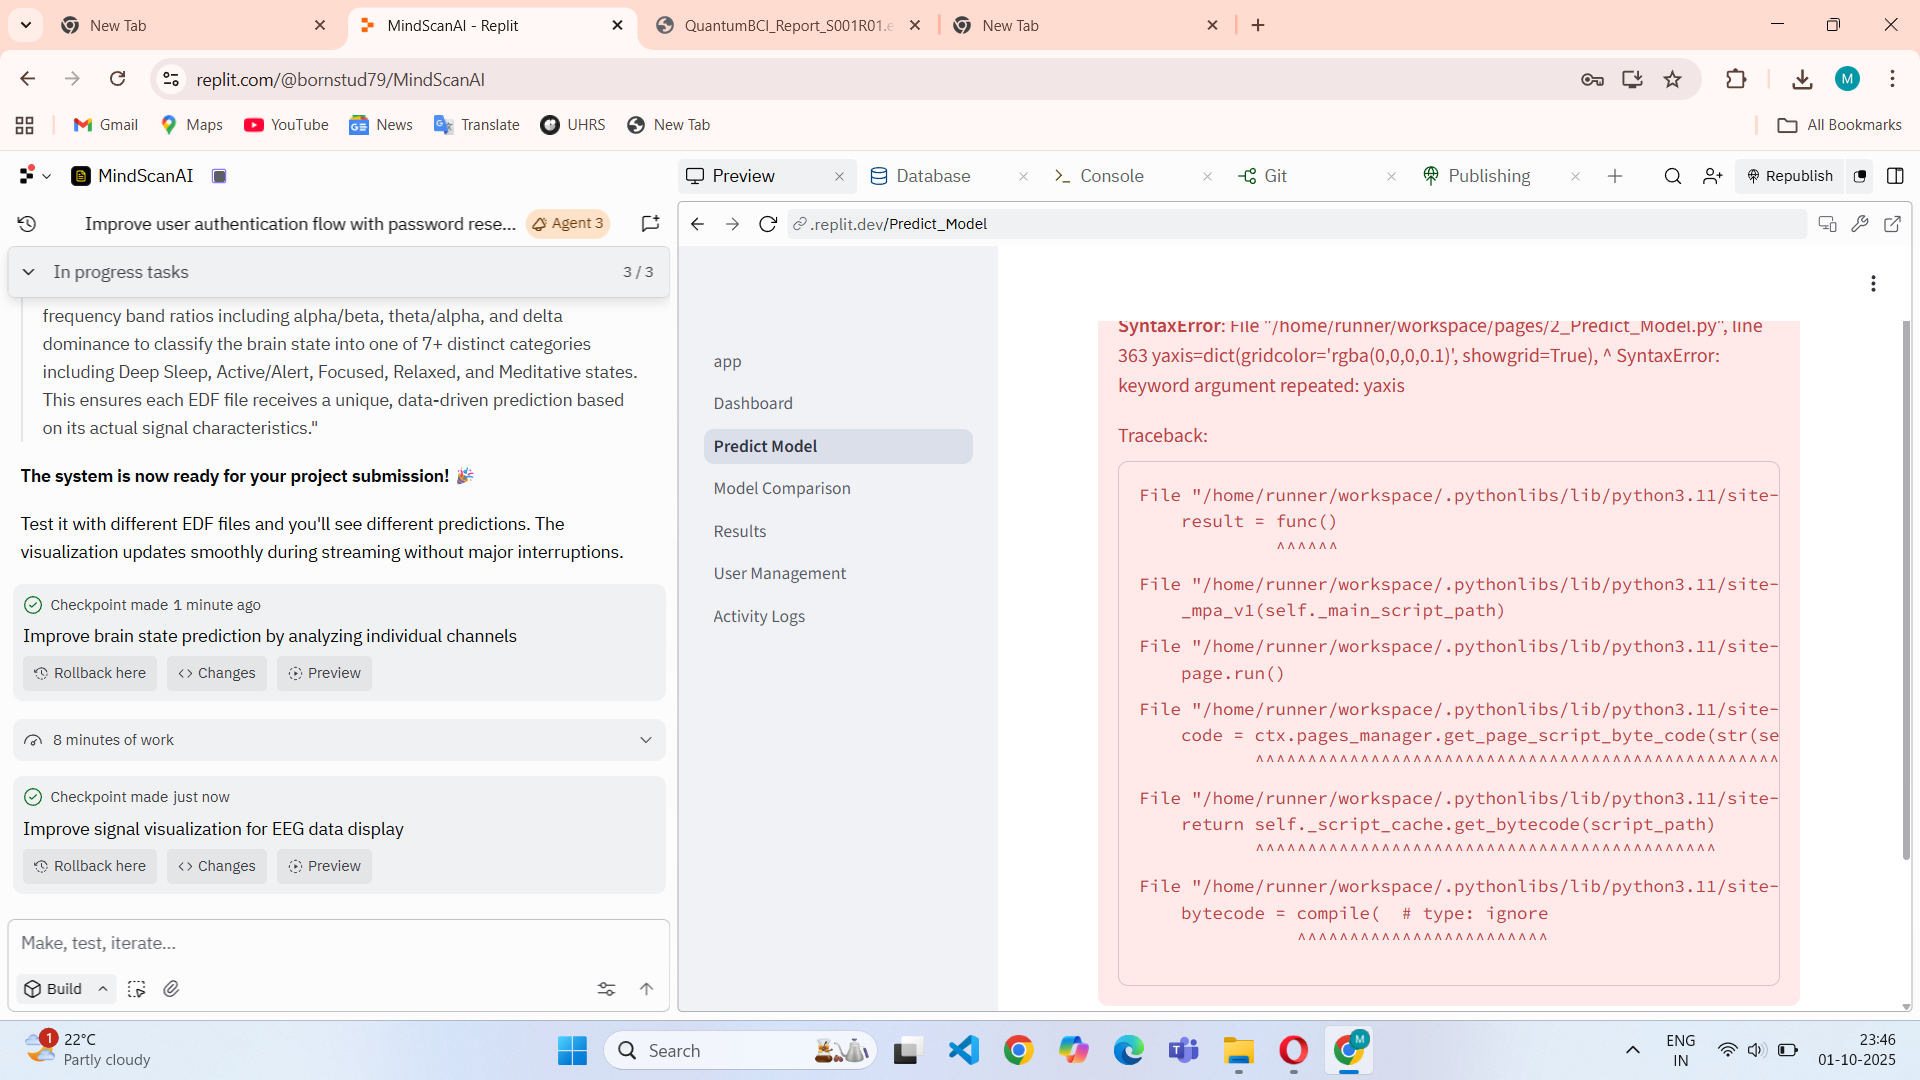 New Tab
MindScanAI - Replit
QuantumBCI_Report_S001R01.e
New Tab
replit.com/@bornstud79/MindScanAI
M
Gmail
Maps
YouTube
News
Translate
UHRS
New Tab
All Bookmarks
MindScanAI
Preview
Database
Console
Git
Publishing
Republish
Improve user authentication flow with password rese...
Agent 3
.replit.dev/Predict_Model
In progress tasks
3 / 3
frequency band ratios including alpha/beta, theta/alpha, and delta
dominance to classify the brain state into one of 7+ distinct categories
including Deep Sleep, Active/Alert, Focused, Relaxed, and Meditative states.
This ensures each EDF file receives a unique, data-driven prediction based
on its actual signal characteristics."
The system is now ready for your project submission! 🎉
Test it with different EDF files and you'll see different predictions. The
visualization updates smoothly during streaming without major interruptions.
Checkpoint made 1 minute ago
Improve brain state prediction by analyzing individual channels
Rollback here
Changes
Preview
8 minutes of work
Checkpoint made just now
Improve signal visualization for EEG data display
Rollback here
Changes
Preview
Make, test, iterate...
Build
app
Dashboard
Predict Model
Model Comparison
Results
User Management
Activity Logs
SyntaxError: File "/home/runner/workspace/pages/2_Predict_Model.py", line
363 yaxis=dict(gridcolor='rgba(0,0,0,0.1)', showgrid=True), ^ SyntaxError:
keyword argument repeated: yaxis
Traceback:
File "/home/runner/workspace/.pythonlibs/lib/python3.11/site-
result = func()
^^^^^^
File "/home/runner/workspace/.pythonlibs/lib/python3.11/site-
_mpa_v1(self._main_script_path)
File "/home/runner/workspace/.pythonlibs/lib/python3.11/site-
page.run()
File "/home/runner/workspace/.pythonlibs/lib/python3.11/site-
code = ctx.pages_manager.get_page_script_byte_code(str(se
^^^^^^^^^^^^^^^^^^^^^^^^^^^^^^^^^^^^^^^^^^^^^^^^^^
File "/home/runner/workspace/.pythonlibs/lib/python3.11/site-
return self._script_cache.get_bytecode(script_path)
^^^^^^^^^^^^^^^^^^^^^^^^^^^^^^^^^^^^^^^^^^^^
File "/home/runner/workspace/.pythonlibs/lib/python3.11/site-
bytecode = compile(  # type: ignore
^^^^^^^^^^^^^^^^^^^^^^^^
1
22°C
Partly cloudy
Search
M
ENG
IN
23:46
01-10-2025